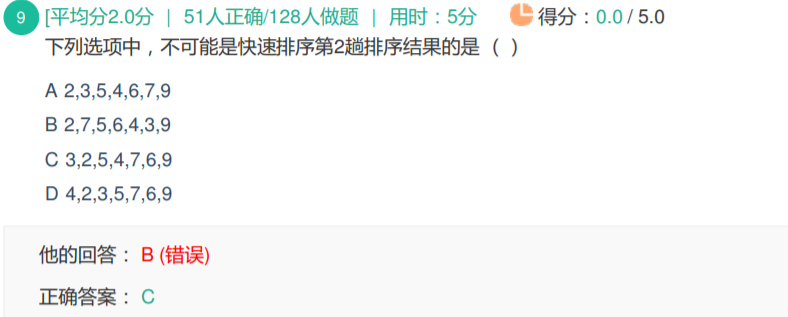 9 [平均分2.0分 | 51人正确/128人做题 | 用时：5分 得分：0.0 / 5.0
下列选项中，不可能是快速排序第2趟排序结果的是（ ）
A 2,3,5,4,6,7,9
B 2,7,5,6,4,3,9
C 3,2,5,4,7,6,9
D 4,2,3,5,7,6,9
他的回答： B (错误)
正确答案： C